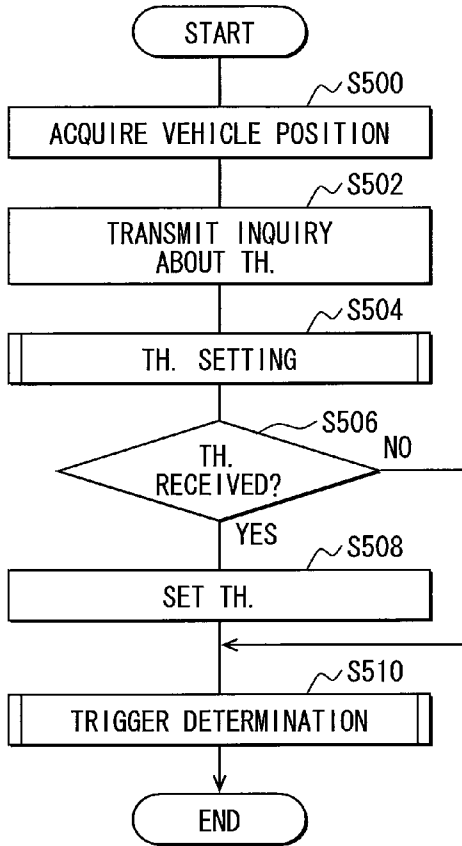 START
S500
ACQUIRE VEHICLE POSITION
S502
TRANSMIT INQUIRY
ABOUT TH.
S504
TH. SETTING
S506
TH.
RECEIVED?
NO
YES
S508
SET TH.
S510
TRIGGER DETERMINATION
END